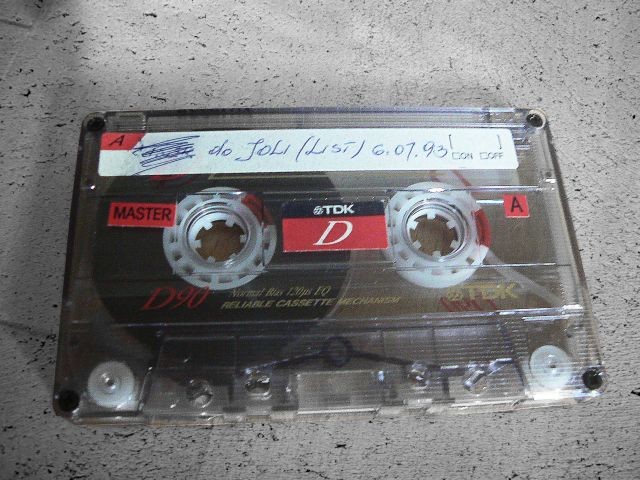 A
do JOLI (LIST) 6.07.93 ON OFF
MASTER
TDK
D
A
D90
Normal Bias 120μs EQ
RELIABLE CASSETTE MECHANISM
TDK